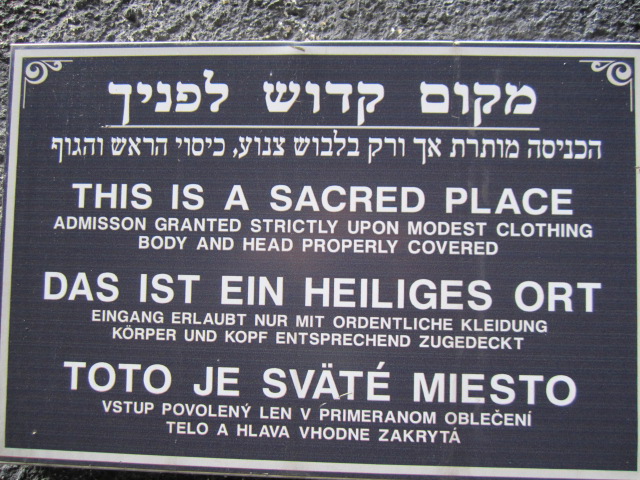 מקום קדוש לפניך
הכניסה מותרת אך ורק בלבוש צנוע, כיסוי הראש והגוף
THIS IS A SACRED PLACE
ADMISSON GRANTED STRICTLY UPON MODEST CLOTHING
BODY AND HEAD PROPERLY COVERED
DAS IST EIN HEILIGES ORT
EINGANG ERLAUBT NUR MIT ORDENTLICHE KLEIDUNG
KÖRPER UND KOPF ENTSPRECHEND ZUGEDECKT
TOTO JE SVÄTÉ MIESTO
VSTUP POVOLENÝ LEN V PRIMERANOM OBLEČENÍ
TELO A HLAVA VHODNE ZAKRYTÁ